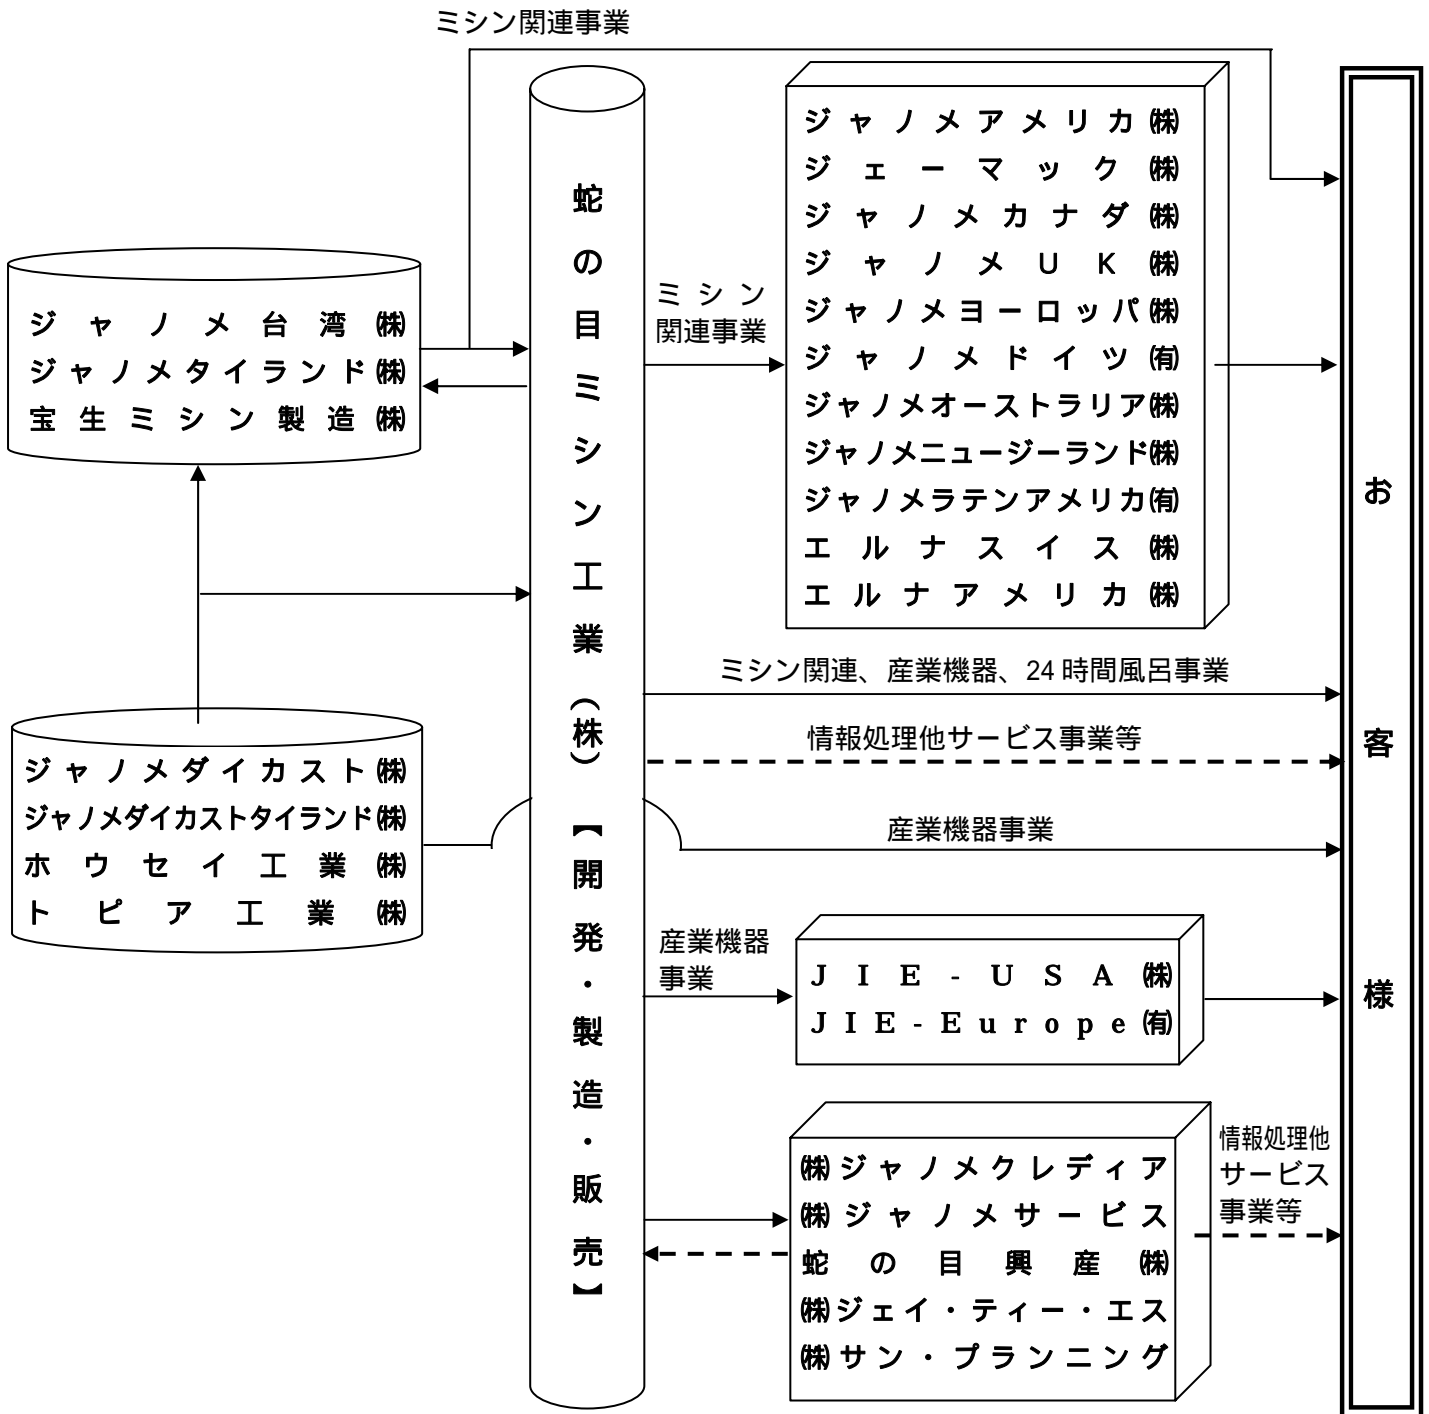 ミシン関連事業
ジャノメ台湾㈱
ジャノメタイランド㈱
宝生ミシン製造㈱
ジャノメダイカスト㈱
ジャノメダイカストタイランド㈱
ホウセイ工業㈱
トピア工業㈱
蛇の目ミシン工業(株)【開発・製造・販売】
ミシン
関連事業
ジャノメアメリカ㈱
ジェーマック㈱
ジャノメカナダ㈱
ジャノメUK㈱
ジャノメヨーロッパ㈱
ジャノメドイツ㈲
ジャノメオーストラリア㈱
ジャノメニュージーランド㈱
ジャノメラテンアメリカ㈲
エルナスイス㈱
エルナアメリカ㈱
ミシン関連、産業機器、24時間風呂事業
情報処理他サービス事業等
産業機器事業
産業機器
事業
JIE-USA㈱
JIE-Europe㈲
㈱ジャノメクレディア
㈱ジャノメサービス
蛇の目興産㈱
㈱ジェイ・ティー・エス
㈱サン・プランニング
情報処理他
サービス
事業等
お客様